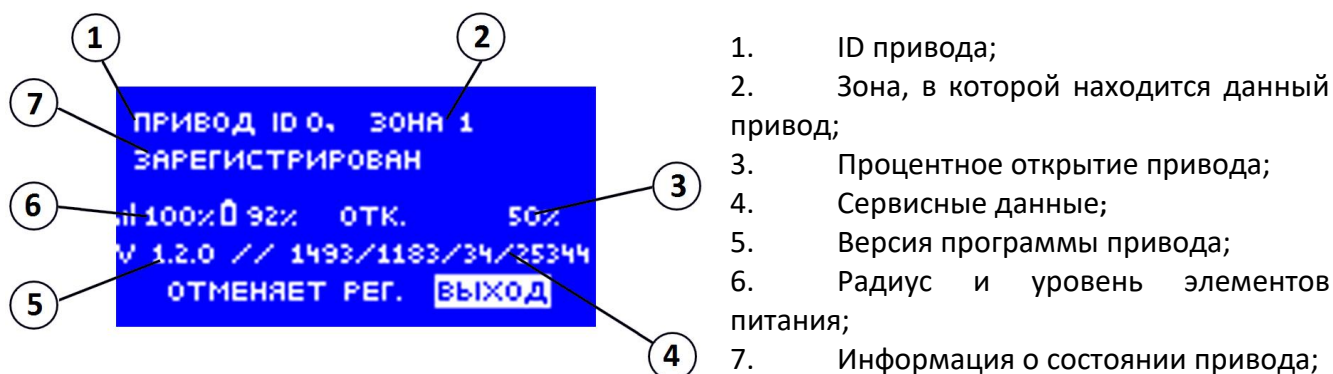 1
2
7
ПРИВОД ID 0, ЗОНА 1
ЗАРЕГИСТРИРОВАН
6
3
100% 92% ОТК. 50%
V 1.2.0 // 1493/1183/34/25344
5
ОТМЕНЯЕТ РЕГ. ВЫХОД
4
1. ID привода;
2. Зона, в которой находится данный
привод;
3. Процентное открытие привода;
4. Сервисные данные;
5. Версия программы привода;
6. Радиус и уровень элементов
питания;
7. Информация о состоянии привода;